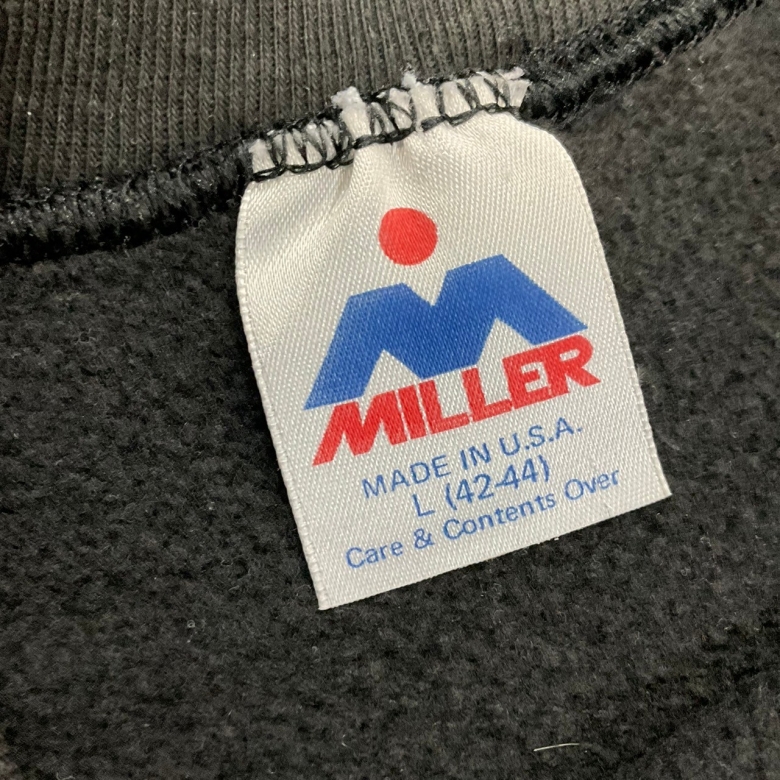 MILLER
MADE IN U.S.A.
L (42-44)
Care & Contents Over